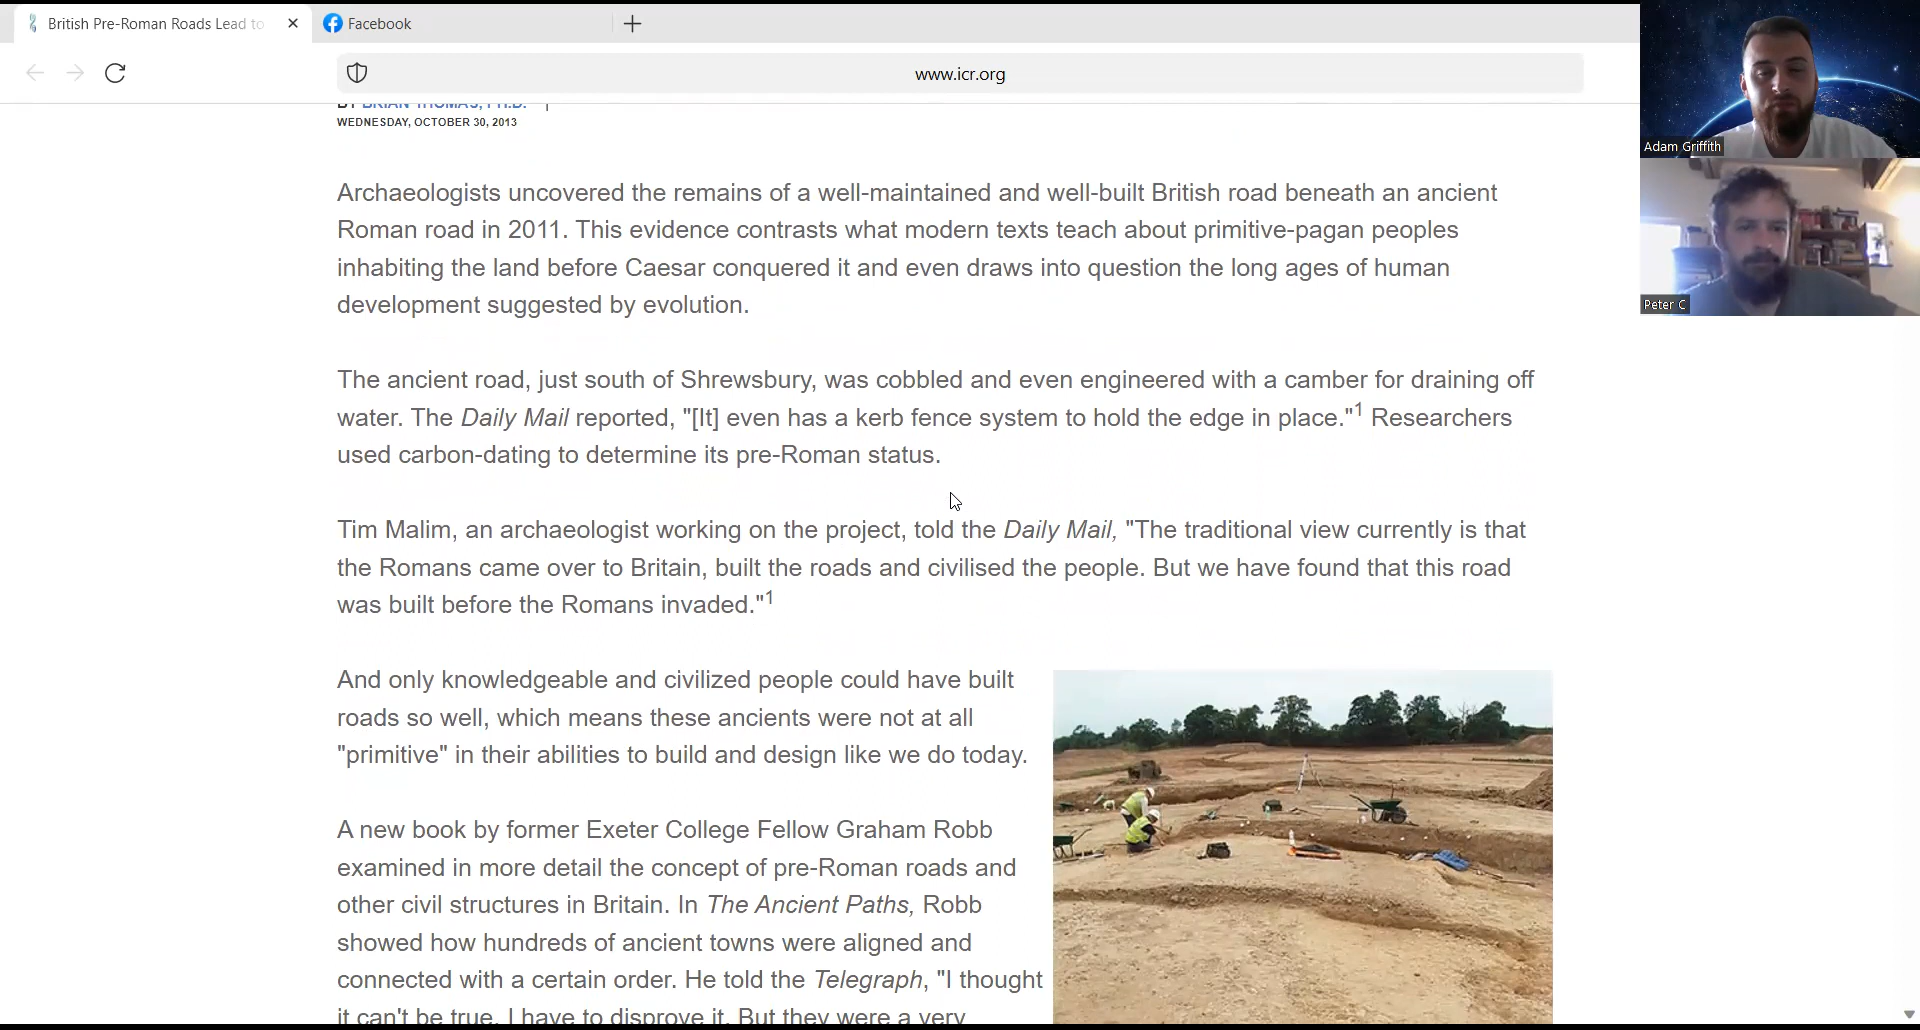 British Pre-Roman Roads Lead to
Facebook
www.icr.org
BY BRIAN THOMAS, PH.D. |
WEDNESDAY, OCTOBER 30, 2013
Archaeologists uncovered the remains of a well-maintained and well-built British road beneath an ancient
Roman road in 2011. This evidence contrasts what modern texts teach about primitive-pagan peoples
inhabiting the land before Caesar conquered it and even draws into question the long ages of human
development suggested by evolution.
The ancient road, just south of Shrewsbury, was cobbled and even engineered with a camber for draining off
water. The Daily Mail reported, "[It] even has a kerb fence system to hold the edge in place."1 Researchers
used carbon-dating to determine its pre-Roman status.
Tim Malim, an archaeologist working on the project, told the Daily Mail, "The traditional view currently is that
the Romans came over to Britain, built the roads and civilised the people. But we have found that this road
was built before the Romans invaded."1
And only knowledgeable and civilized people could have built
roads so well, which means these ancients were not at all
"primitive" in their abilities to build and design like we do today.
A new book by former Exeter College Fellow Graham Robb
examined in more detail the concept of pre-Roman roads and
other civil structures in Britain. In The Ancient Paths, Robb
showed how hundreds of ancient towns were aligned and
connected with a certain order. He told the Telegraph, "I thought
it can't be true, I have to disprove it. But they were a very
Adam Griffith
Peter C